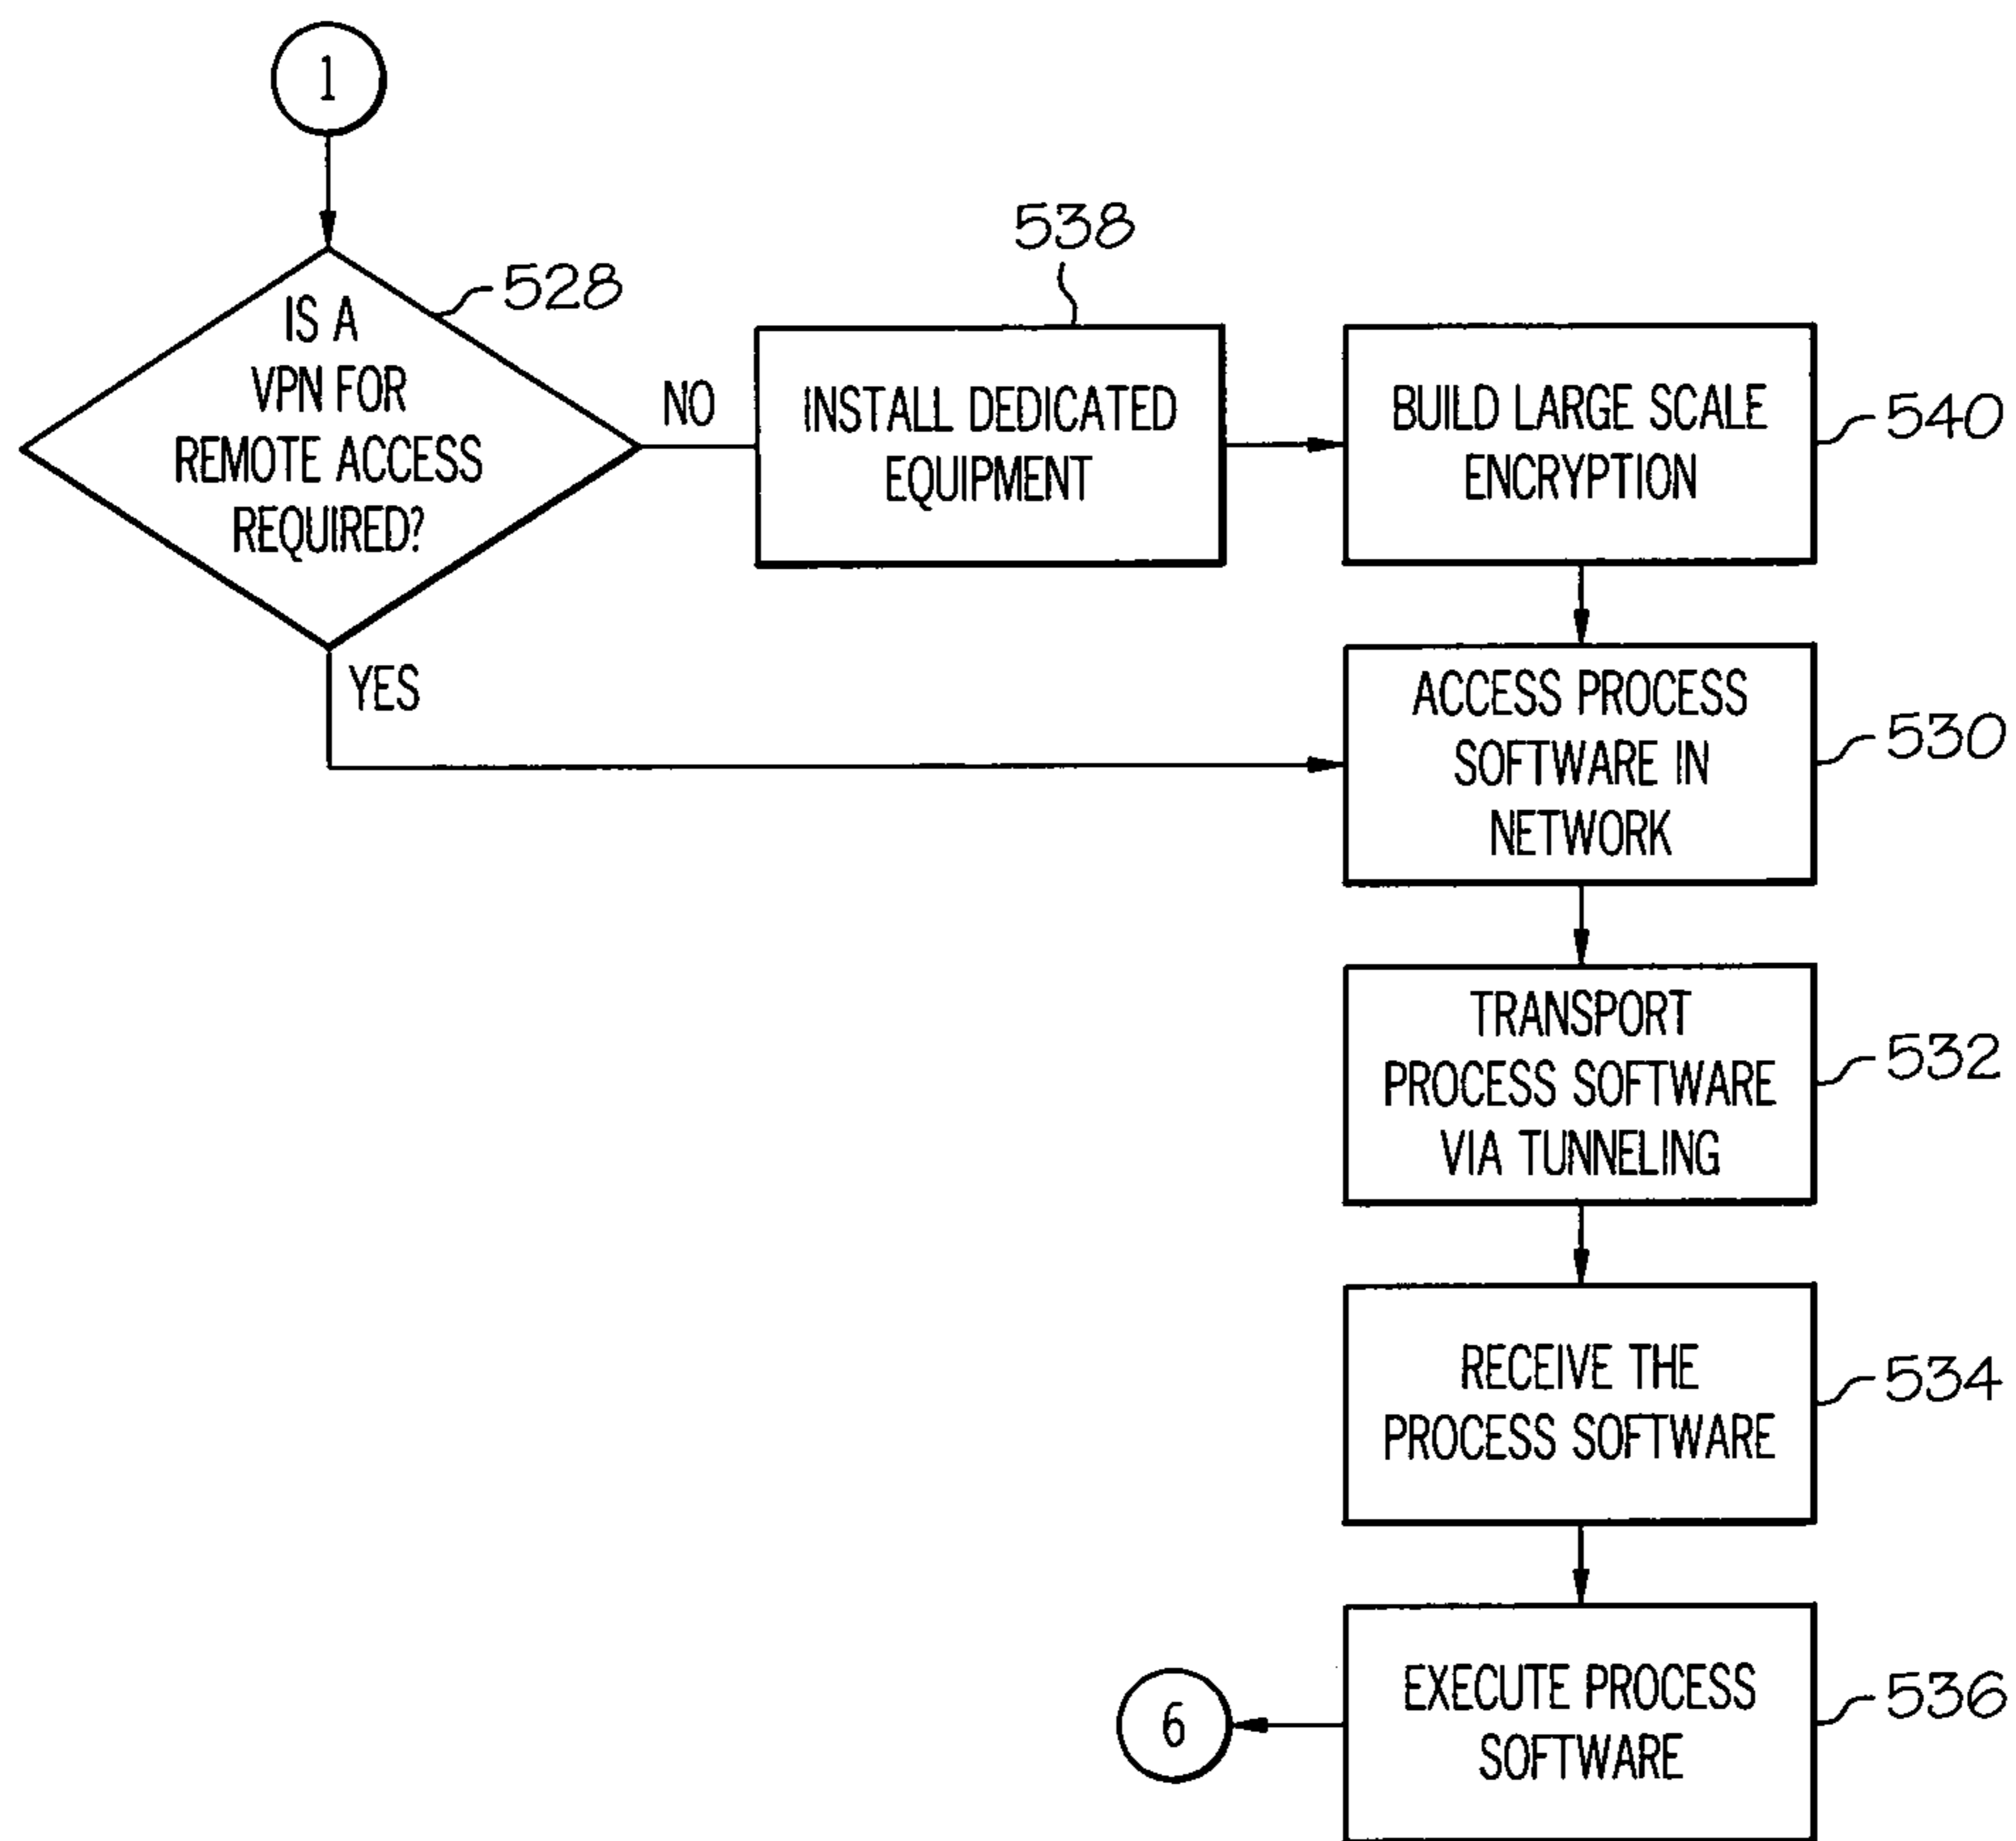 1
IS A
VPN FOR
REMOTE ACCESS
REQUIRED?
528
NO
YES
538
INSTALL DEDICATED
EQUIPMENT
BUILD LARGE SCALE
ENCRYPTION
540
ACCESS PROCESS
SOFTWARE IN
NETWORK
530
TRANSPORT
PROCESS SOFTWARE
VIA TUNNELING
532
RECEIVE THE
PROCESS SOFTWARE
534
EXECUTE PROCESS
SOFTWARE
536
6